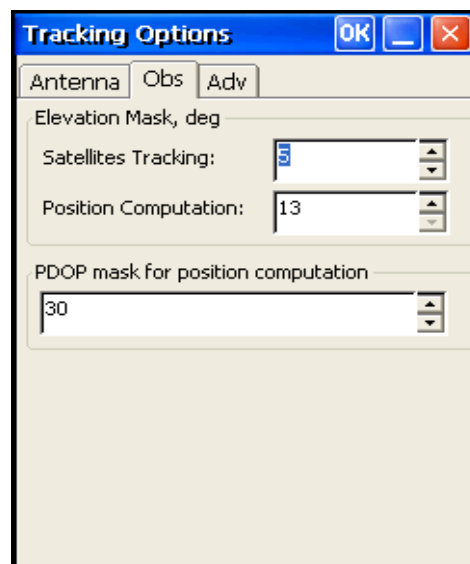 Tracking Options OK
Antenna Obs Adv
Elevation Mask, deg
Satellites Tracking: 5
Position Computation: 13
PDOP mask for position computation
30